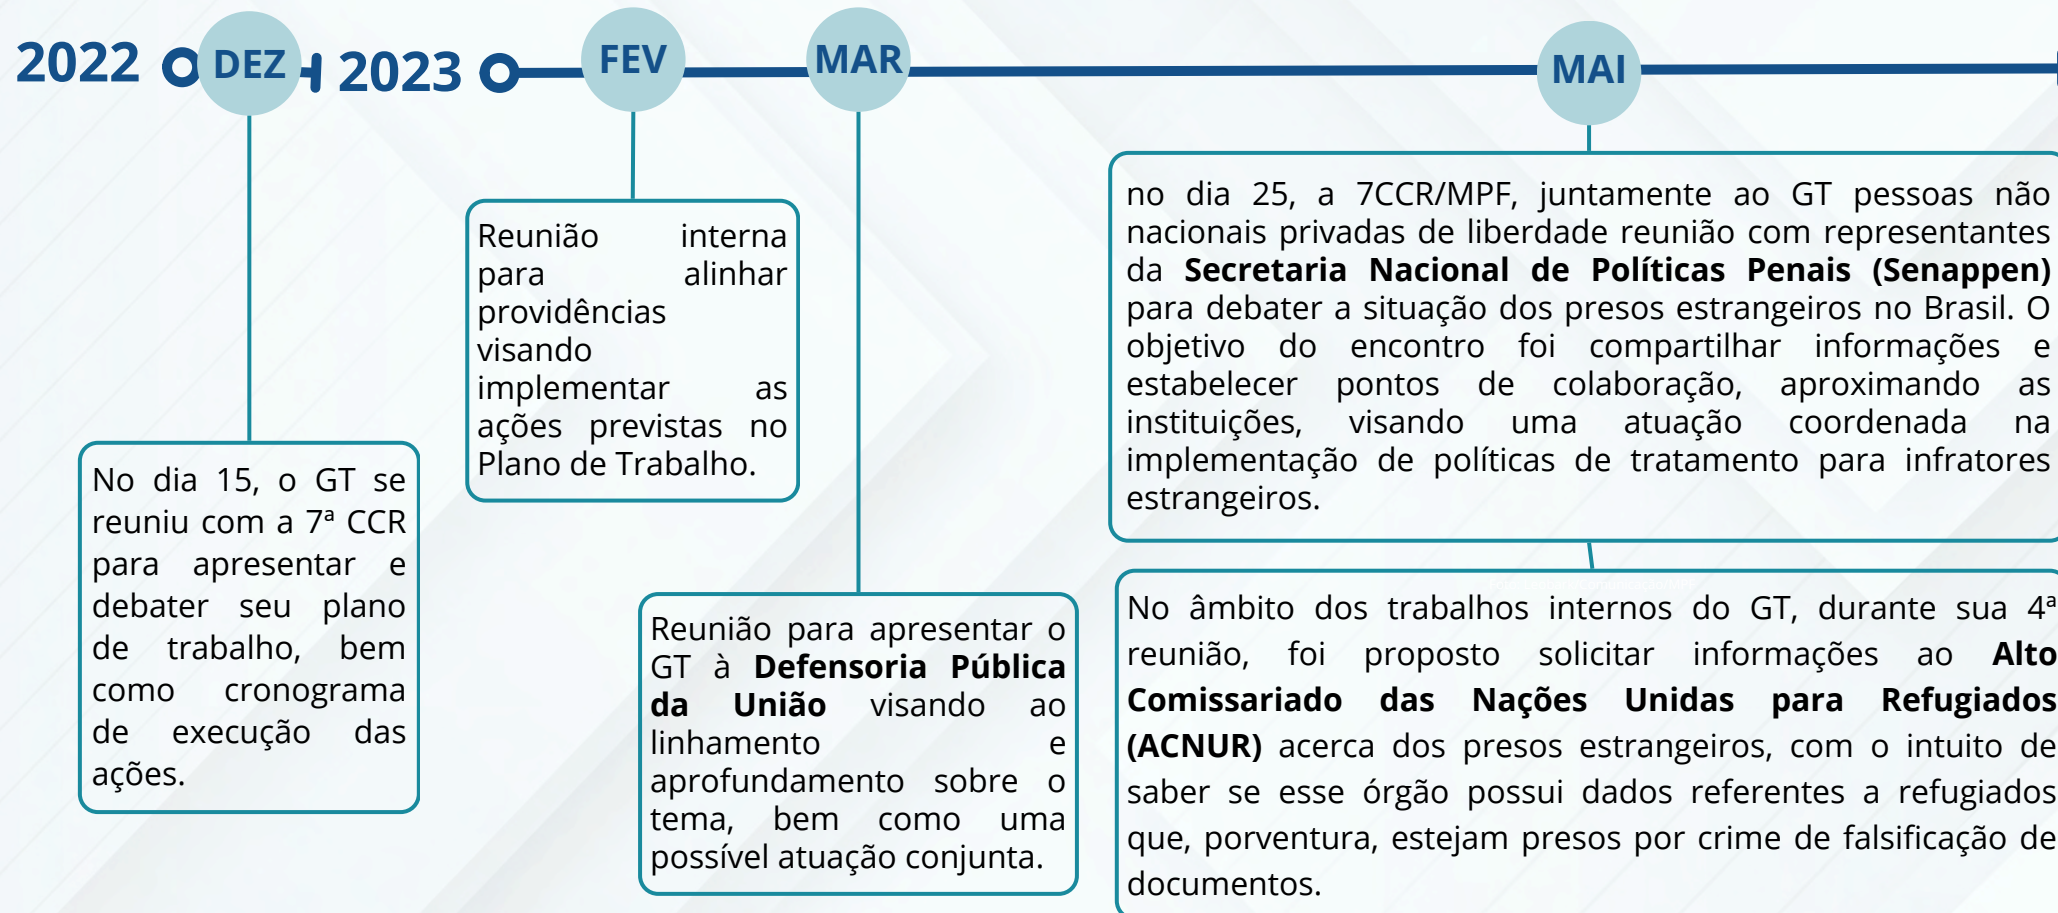 2022
DEZ
2023
FEV
MAR
MAI
No dia 15, o GT se
reuniu com a 7ª CCR
para apresentar e
debater seu plano
de trabalho, bem
como cronograma
de execução das
ações.
Reunião interna
para alinhar
providências
visando
implementar as
ações previstas no
Plano de Trabalho.
Reunião para apresentar o
GT à Defensoria Pública
da União visando ao
linhamento e
aprofundamento sobre o
tema, bem como uma
possível atuação conjunta.
no dia 25, a 7CCR/MPF, juntamente ao GT pessoas não
nacionais privadas de liberdade reunião com representantes
da Secretaria Nacional de Políticas Penais (Senappen)
para debater a situação dos presos estrangeiros no Brasil. O
objetivo do encontro foi compartilhar informações e
estabelecer pontos de colaboração, aproximando as
instituições, visando uma atuação coordenada na
implementação de políticas de tratamento para infratores
estrangeiros.
No âmbito dos trabalhos internos do GT, durante sua 4ª
reunião, foi proposto solicitar informações ao Alto
Comissariado das Nações Unidas para Refugiados
(ACNUR) acerca dos presos estrangeiros, com o intuito de
saber se esse órgão possui dados referentes a refugiados
que, porventura, estejam presos por crime de falsificação de
documentos.